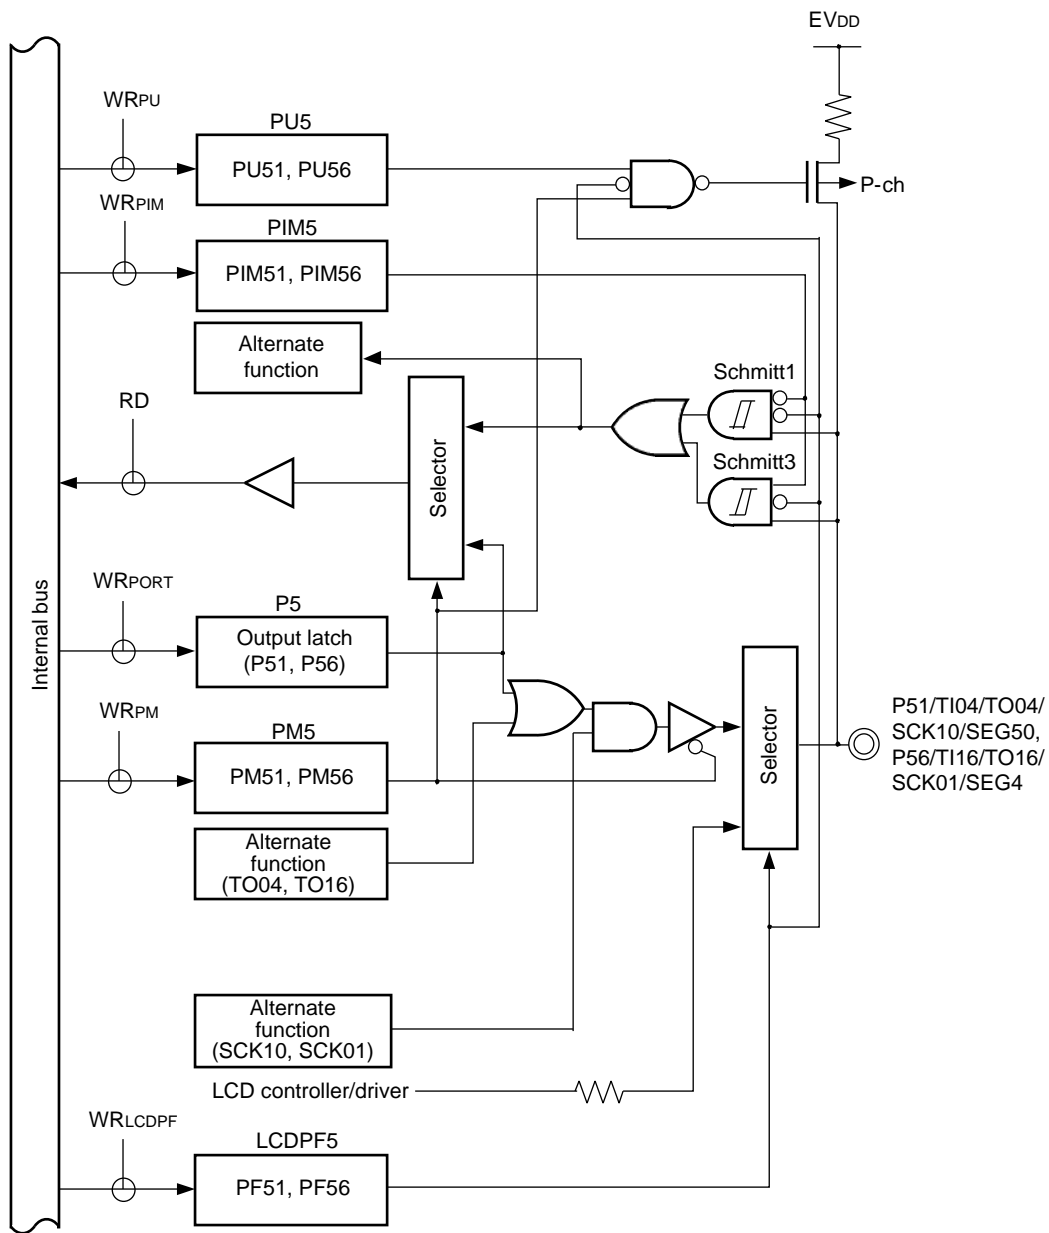 EVDD
WRPU
PU5
PU51, PU56
P-ch
WRPIM
PIM5
PIM51, PIM56
Alternate
function
Schmitt1
RD
Selector
Schmitt3
Internal bus
WRPORT
P5
Output latch
(P51, P56)
WRPM
PM5
PM51, PM56
Selector
P51/TI04/TO04/
SCK10/SEG50,
P56/TI16/TO16/
SCK01/SEG4
Alternate
function
(TO04, TO16)
Alternate
function
(SCK10, SCK01)
LCD controller/driver
WRLCDPF
LCDPF5
PF51, PF56